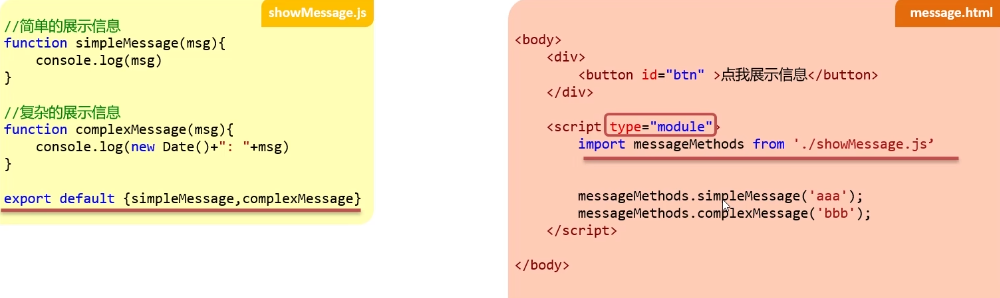 showMessage.js
//简单的展示信息
function simpleMessage(msg){
    console.log(msg)
}
//复杂的展示信息
function complexMessage(msg){
    console.log(new Date()+": "+msg)
}
export default {simpleMessage,complexMessage}
message.html
<body>
    <div>
        <button id="btn" >点我展示信息</button>
    </div>
    <script type="module">
        import messageMethods from './showMessage.js’
        messageMethods.simpleMessage('aaa');
        messageMethods.complexMessage('bbb');
    </script>
</body>